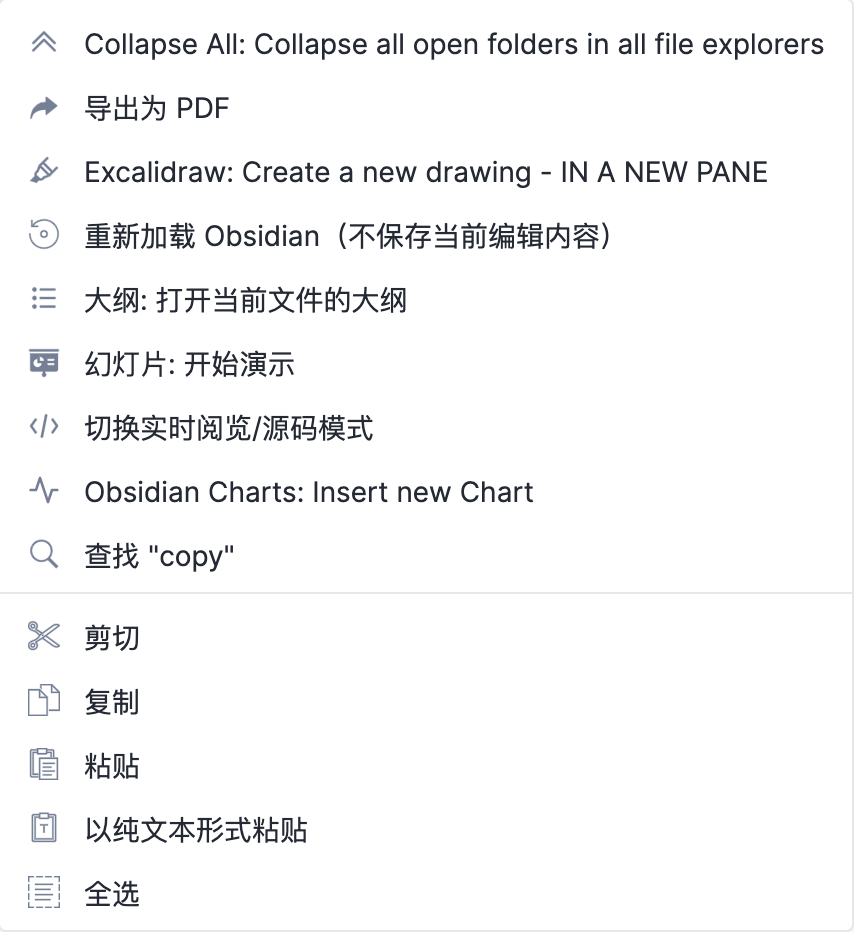 Collapse All: Collapse all open folders in all file explorers
导出为 PDF
Excalidraw: Create a new drawing - IN A NEW PANE
重新加载 Obsidian（不保存当前编辑内容）
大纲: 打开当前文件的大纲
幻灯片: 开始演示
切换实时阅览/源码模式
Obsidian Charts: Insert new Chart
查找 "copy"
剪切
复制
粘贴
以纯文本形式粘贴
全选